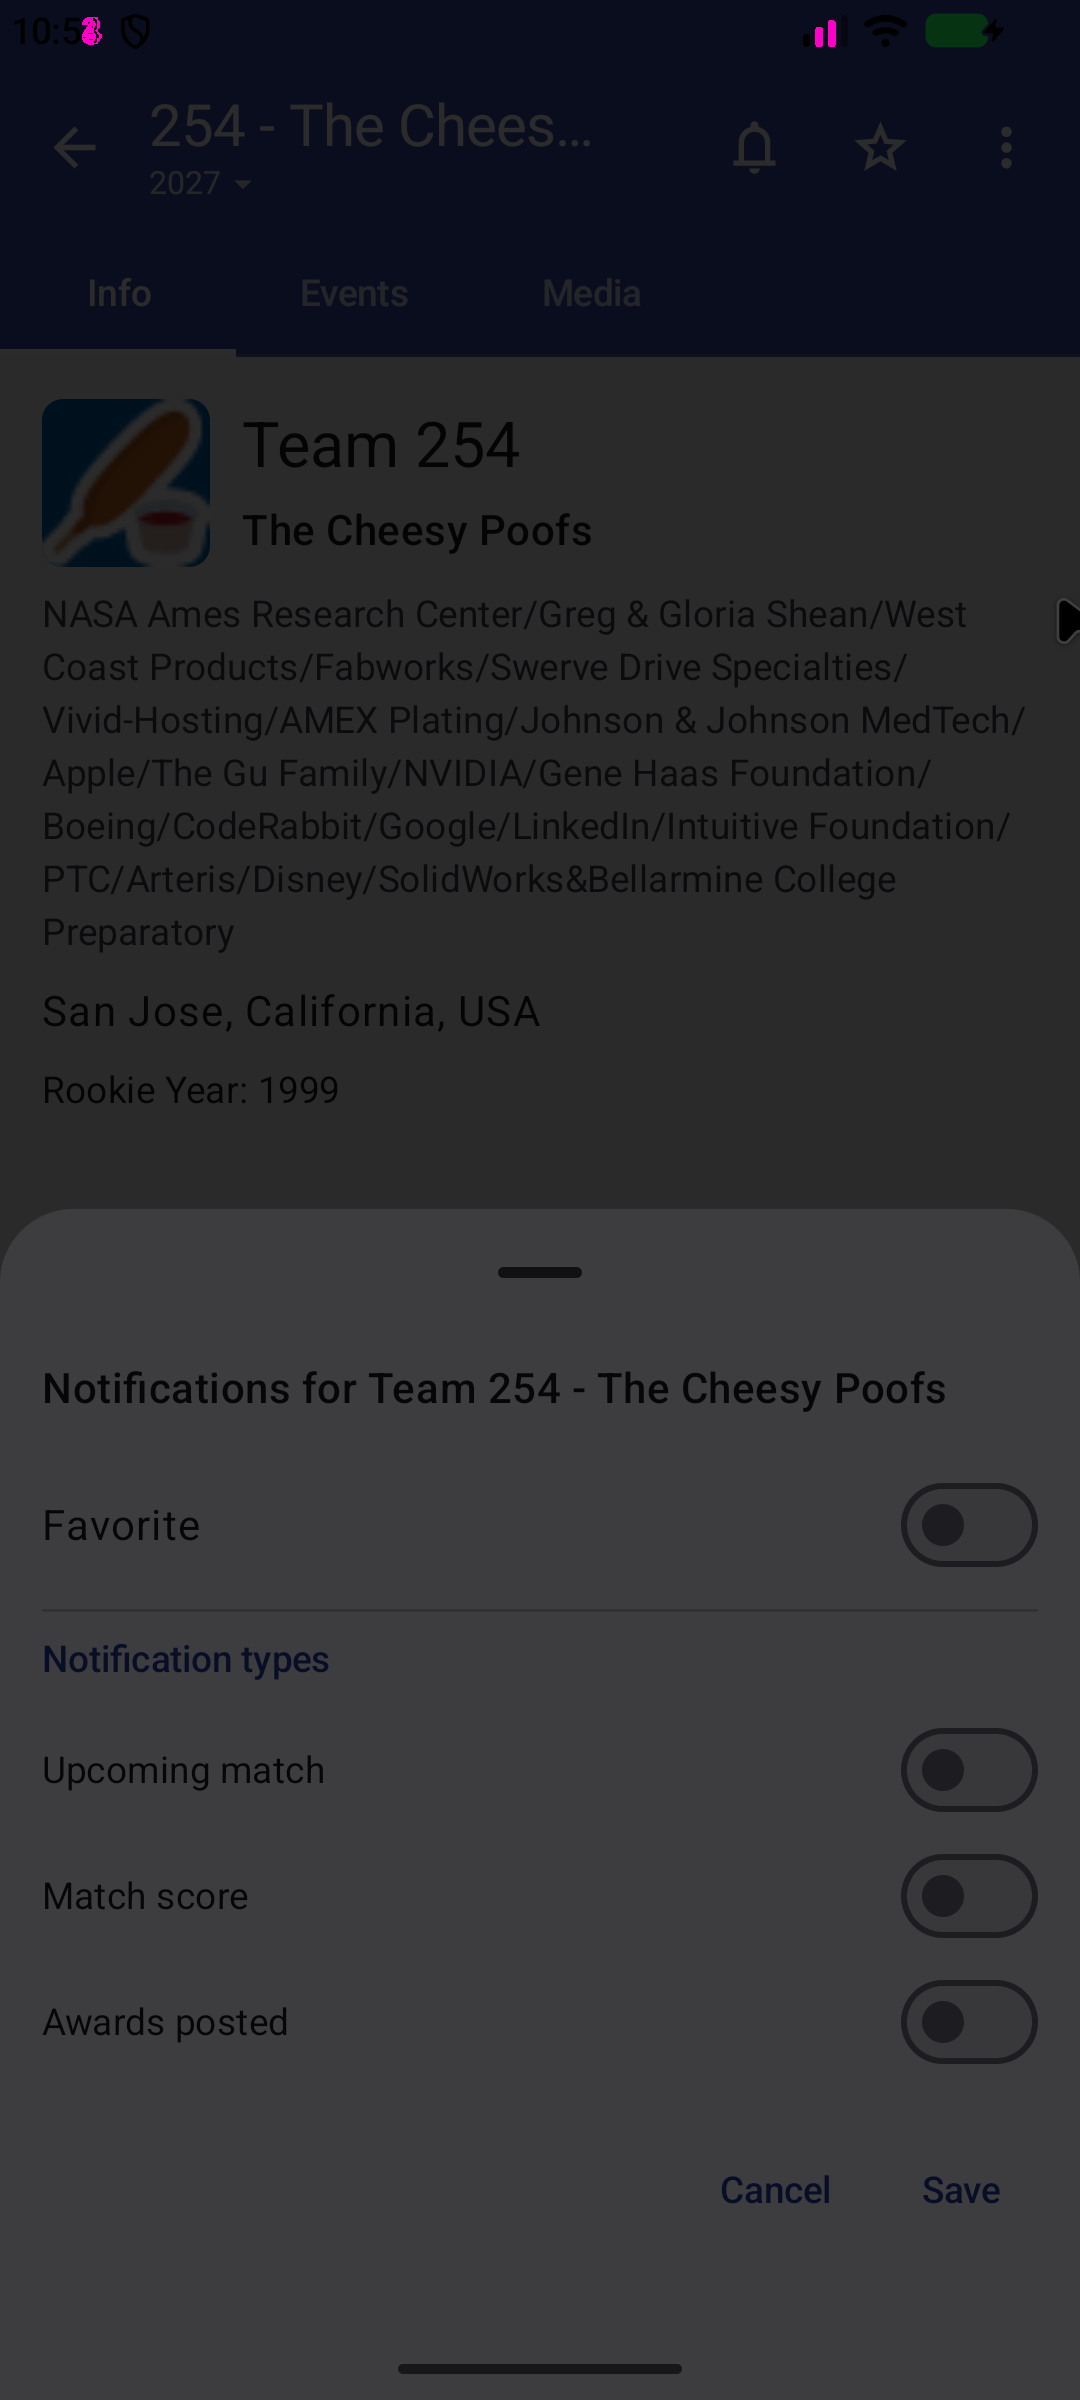 254 - The Chees...
2027
Info
Events
Media
Team 254
The Cheesy Poofs
NASA Ames Research Center/Greg & Gloria Shean/West
Coast Products/Fabworks/Swerve Drive Specialties/
Vivid-Hosting/AMEX Plating/Johnson & Johnson MedTech/
Apple/The Gu Family/NVIDIA/Gene Haas Foundation/
Boeing/CodeRabbit/Google/LinkedIn/Intuitive Foundation/
PTC/Arteris/Disney/SolidWorks&Bellarmine College
Preparatory
San Jose, California, USA
Rookie Year: 1999
Notifications for Team 254 - The Cheesy Poofs
Favorite
Notification types
Upcoming match
Match score
Awards posted
Cancel
Save